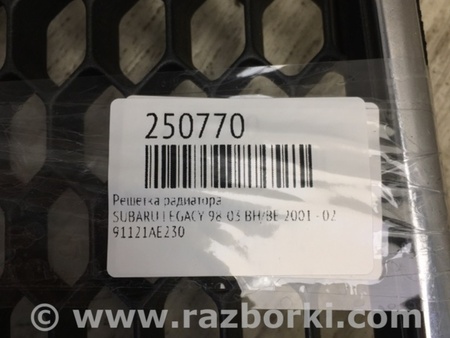 250770
Решетка радиатора
SUBARU LEGACY 98-03 BH/BE 2001 - 02
91121AE230
© www.razborki.com